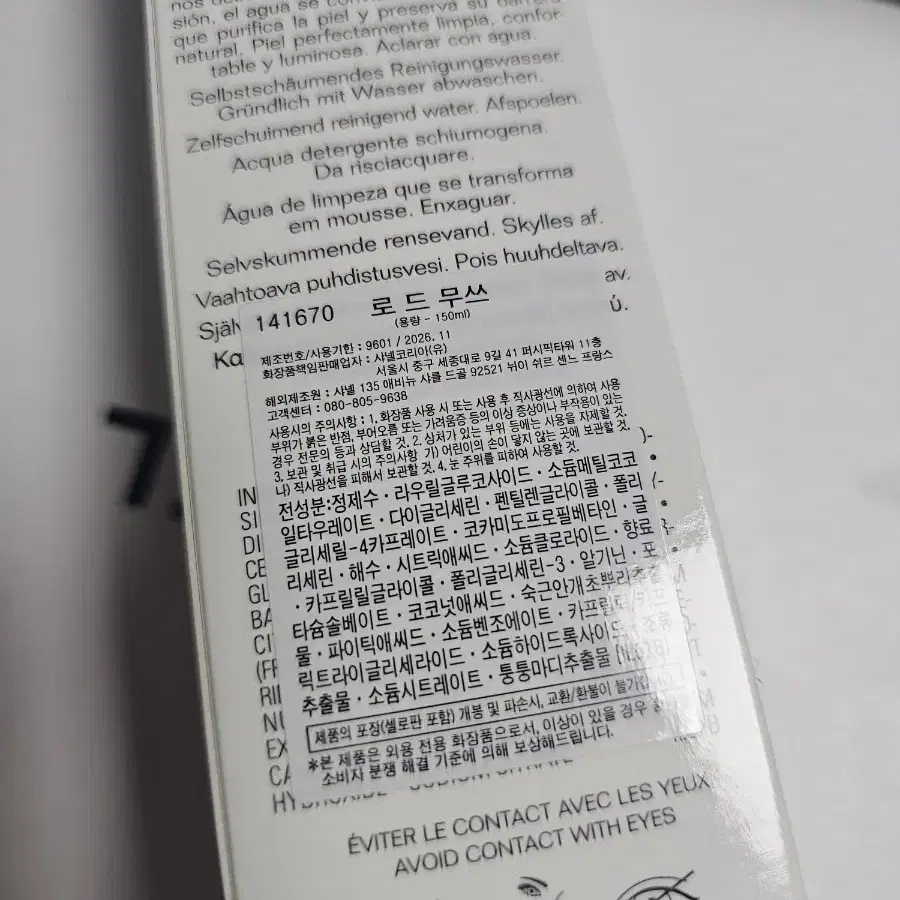 sión, el agua se
que purifica la piel y preserva su barrera
natural. Piel perfectamente limpia, confor-
table y luminosa. Aclarar con agua.
Selbstschäumendes Reinigungswasser.
Gründlich mit Wasser abwaschen.
Zelfschuimend reinigend water. Afspoelen.
Acqua detergente schiumogena.
Da risciacquare.
Água de limpeza que se transforma
em mousse. Enxaguar.
Selvskummende rensevand. Skylles af.
Vaahtoava puhdistusvesi. Pois huuhdeltava.
Själv av.
Κα ύ.
141670 로 드 무쓰
(용량 - 150ml)
제조번호/사용기한 : 9601 / 2026. 11
화장품책임판매업자 : 샤넬코리아(유)
서울시 중구 세종대로 9길 41 퍼시픽타워 11층
해외제조원 : 샤넬 135 애비뉴 샤를 드골 92521 뉘이 쉬르 센느 프랑스
고객센터 : 080-805-9638
사용시의 주의사항 : 1. 화장품 사용 시 또는 사용 후 직사광선에 의하여 사용
부위가 붉은 반점, 부어오름 또는 가려움증 등의 이상 증상이나 부작용이 있는
경우 전문의 등과 상담할 것. 2. 상처가 있는 부위 등에는 사용을 자제할 것.
3. 보관 및 취급 시의 주의사항 가) 어린이의 손이 닿지 않는 곳에 보관할 것.
나) 직사광선을 피해서 보관할 것. 4. 눈 주위를 피하여 사용할 것.
전성분:정제수 · 라우릴글루코사이드 · 소듐메틸코코
일타우레이트 · 다이글리세린 · 펜틸렌글라이콜 · 폴리
글리세릴-4카프레이트 · 코카미도프로필베타인 · 글
리세린 · 해수 · 시트릭애씨드 · 소듐클로라이드 · 향료
· 카프릴릴글라이콜 · 폴리글리세린-3 · 알기닌 · 포
타슘솔베이트 · 코코넛애씨드 · 숙근안개초뿌리추출
물 · 파이틱애씨드 · 소듐벤조에이트 · 카프릴릭/카프
릭트라이글리세라이드 · 소듐하이드록사이드 · 조류
추출물 · 소듐시트레이트 · 퉁퉁마디추출물
제품의 포장(셀로판 포함) 개봉 및 파손시, 교환/환불이 불가
*본 제품은 외용 전용 화장품으로서, 이상이 있을 경우
소비자 분쟁 해결 기준에 의해 보상해드립니다.
ÉVITER LE CONTACT AVEC LES YEUX
AVOID CONTACT WITH EYES